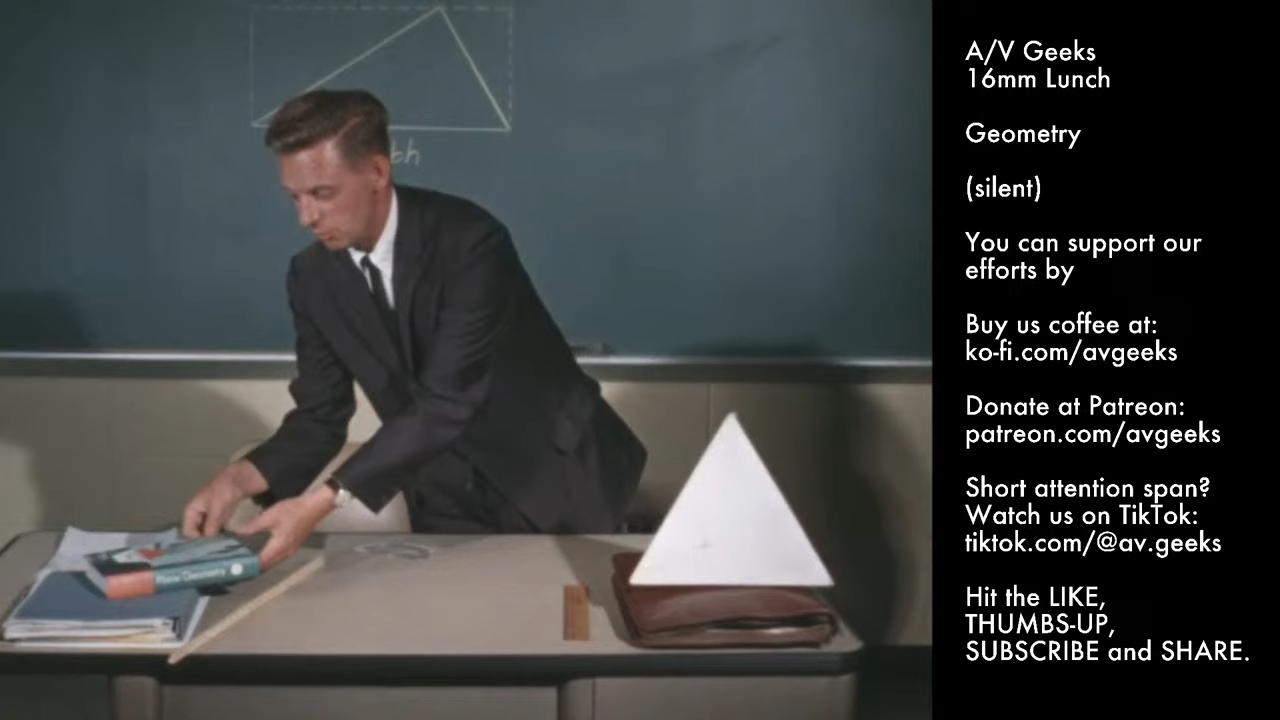 bh
Plane Geometry
A/V Geeks
16mm Lunch
Geometry
(silent)
You can support our
efforts by
Buy us coffee at:
ko-fi.com/avgeeks
Donate at Patreon:
patreon.com/avgeeks
Short attention span?
Watch us on TikTok:
tiktok.com/@av.geeks
Hit the LIKE,
THUMBS-UP,
SUBSCRIBE and SHARE.